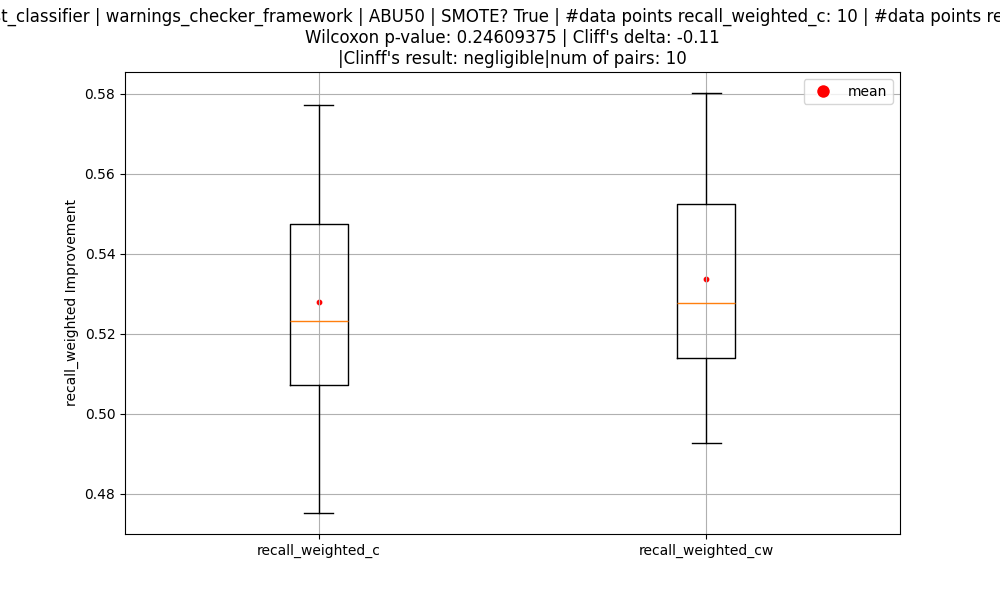 t_classifier | warnings_checker_framework | ABU50 | SMOTE? True | #data points recall_weighted_c: 10 | #data points re
Wilcoxon p-value: 0.24609375 | Cliff's delta: -0.11
|Clinff's result: negligible|num of pairs: 10
mean
0.58
0.56
0.54
0.52
0.50
0.48
recall_weighted Improvement
recall_weighted_c
recall_weighted_cw